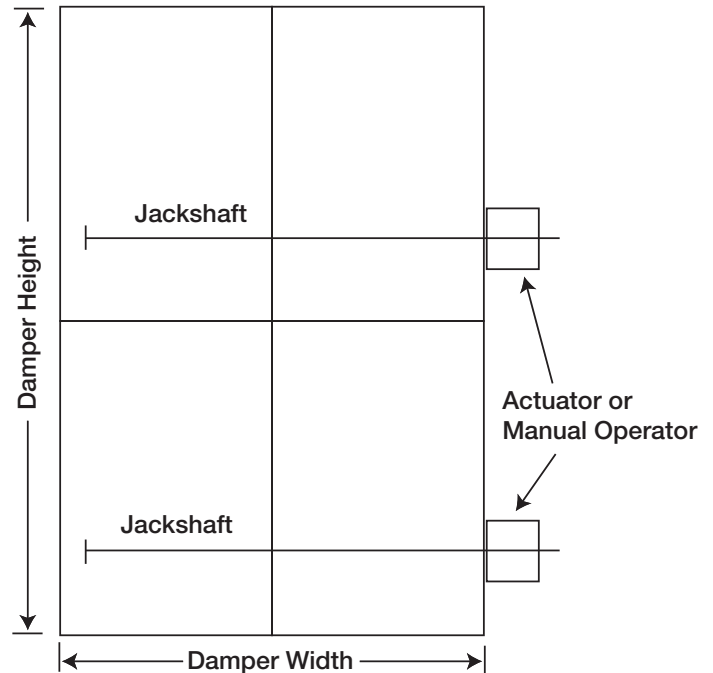 Jackshaft
Damper Height
Actuator or
Manual Operator
Jackshaft
Damper Width